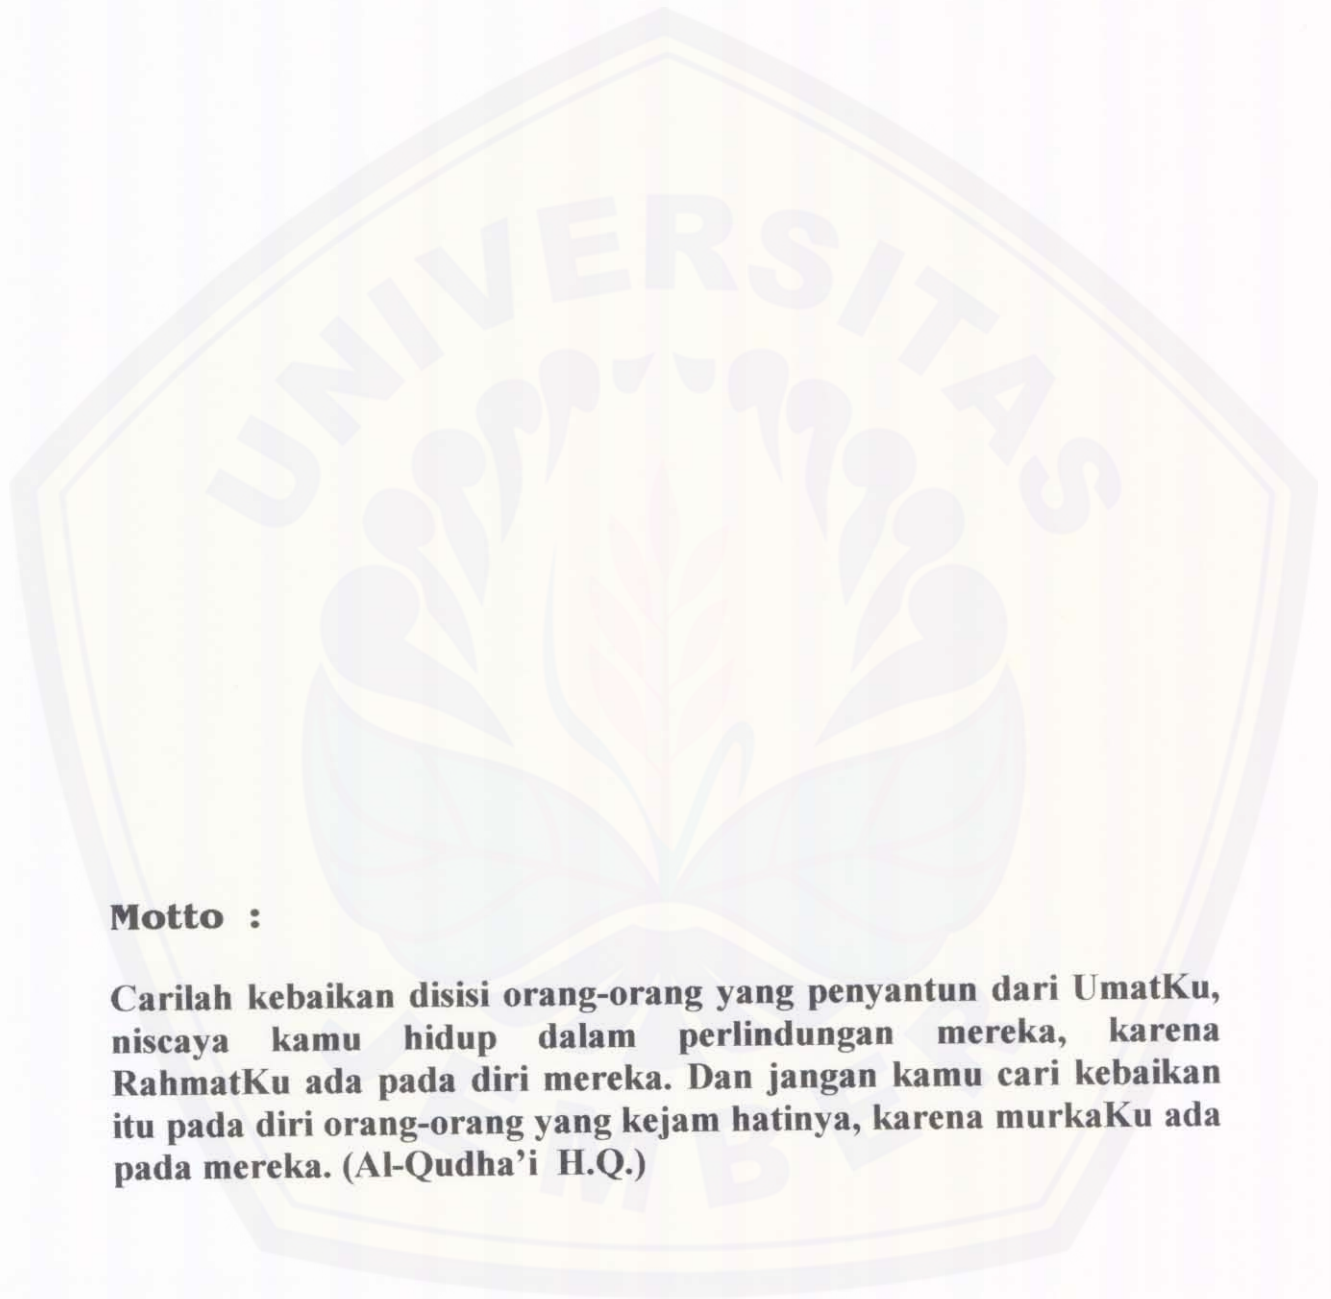 UNIVERSITAS
Motto :
Carilah kebaikan disisi orang-orang yang penyantun dari UmatKu,
niscaya kamu hidup dalam perlindungan mereka, karena
RahmatKu ada pada diri mereka. Dan jangan kamu cari kebaikan
itu pada diri orang-orang yang kejam hatinya, karena murkaKu ada
pada mereka. (Al-Qudha'i H.Q.)
JEMBER